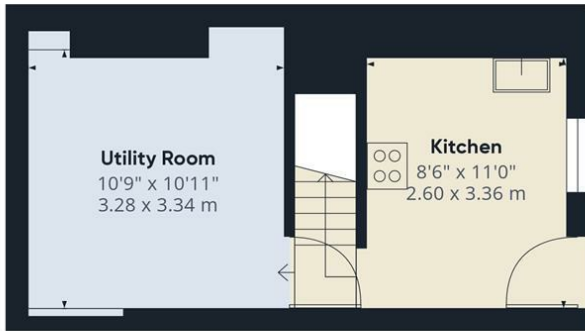 Utility Room
10'9" x 10'11"
3.28 x 3.34 m
Kitchen
8'6" x 11'0"
2.60 x 3.36 m